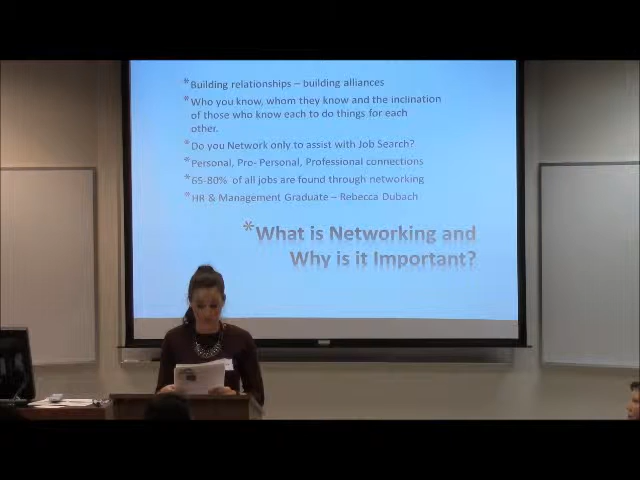 *Building relationships – building alliances
*Who you know, whom they know and the inclination
of those who know each to do things for each
other.
*Do you Network only to assist with Job Search?
*Personal, Pro- Personal, Professional connections
*65-80% of all jobs are found through networking
*HR & Management Graduate – Rebecca Dubach
*What is Networking and
Why is it Important?